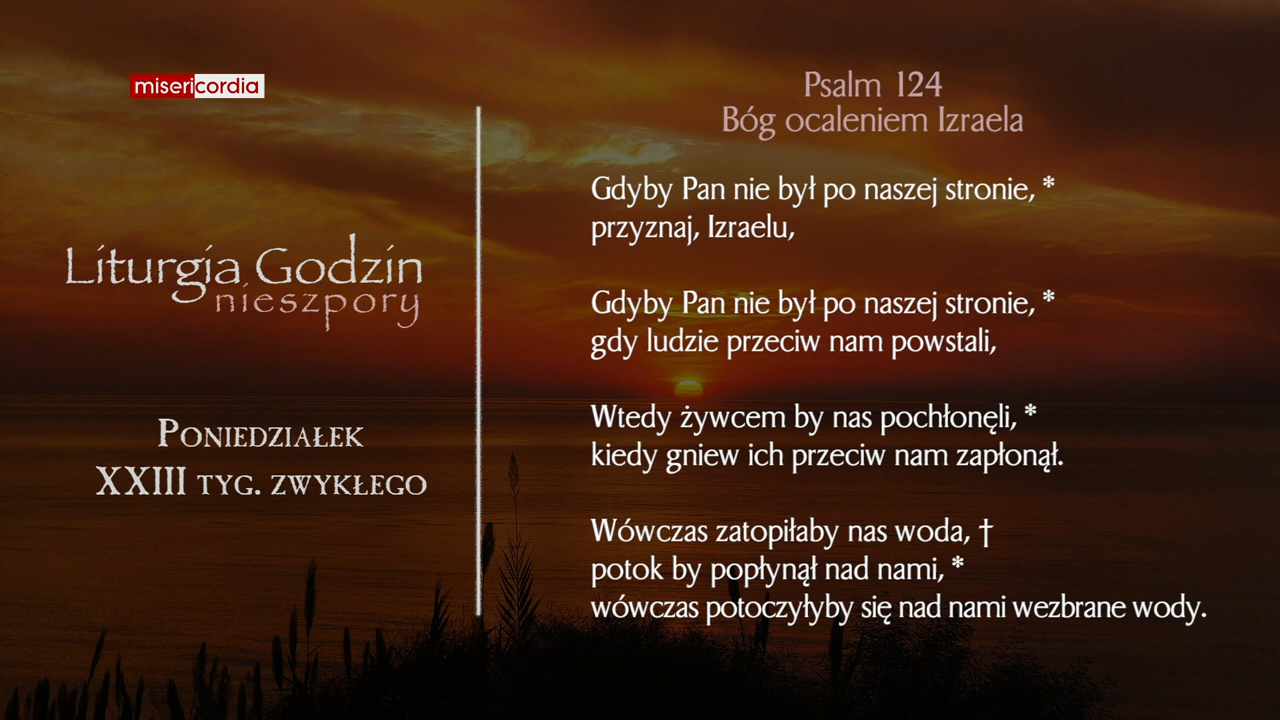 misericordia
Liturgia Godzin
nieszpory
Poniedziałek
XXIII tyg. zwykłego
Psalm 124
Bóg ocaleniem Izraela
Gdyby Pan nie był po naszej stronie, *
przyznaj, Izraelu,
Gdyby Pan nie był po naszej stronie, *
gdy ludzie przeciw nam powstali,
Wtedy żywcem by nas pochłonęli, *
kiedy gniew ich przeciw nam zapłonął.
Wówczas zatopiłaby nas woda, †
potok by popłynął nad nami, *
wówczas potoczyłyby się nad nami wezbrane wody.